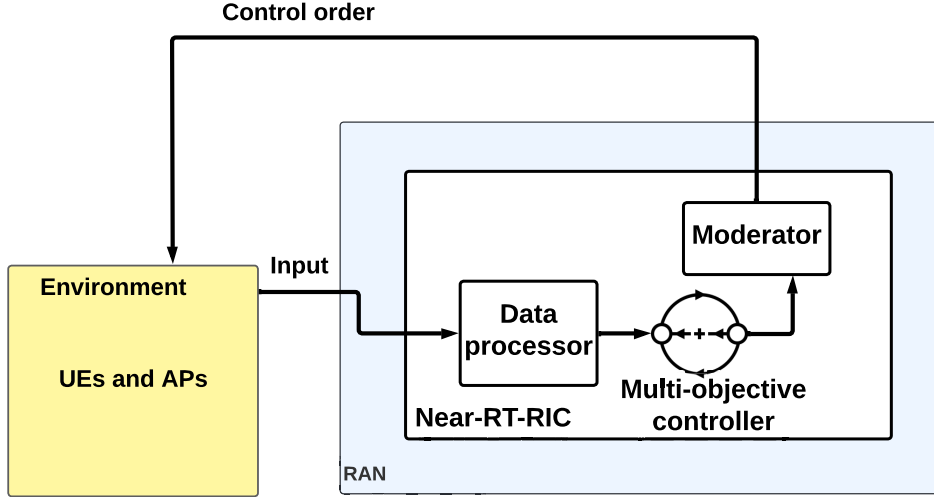 Control order
Moderator
Input
Environment
Data
processor
UEs and APs
Multi-objective
controller
Near-RT-RIC
RAN